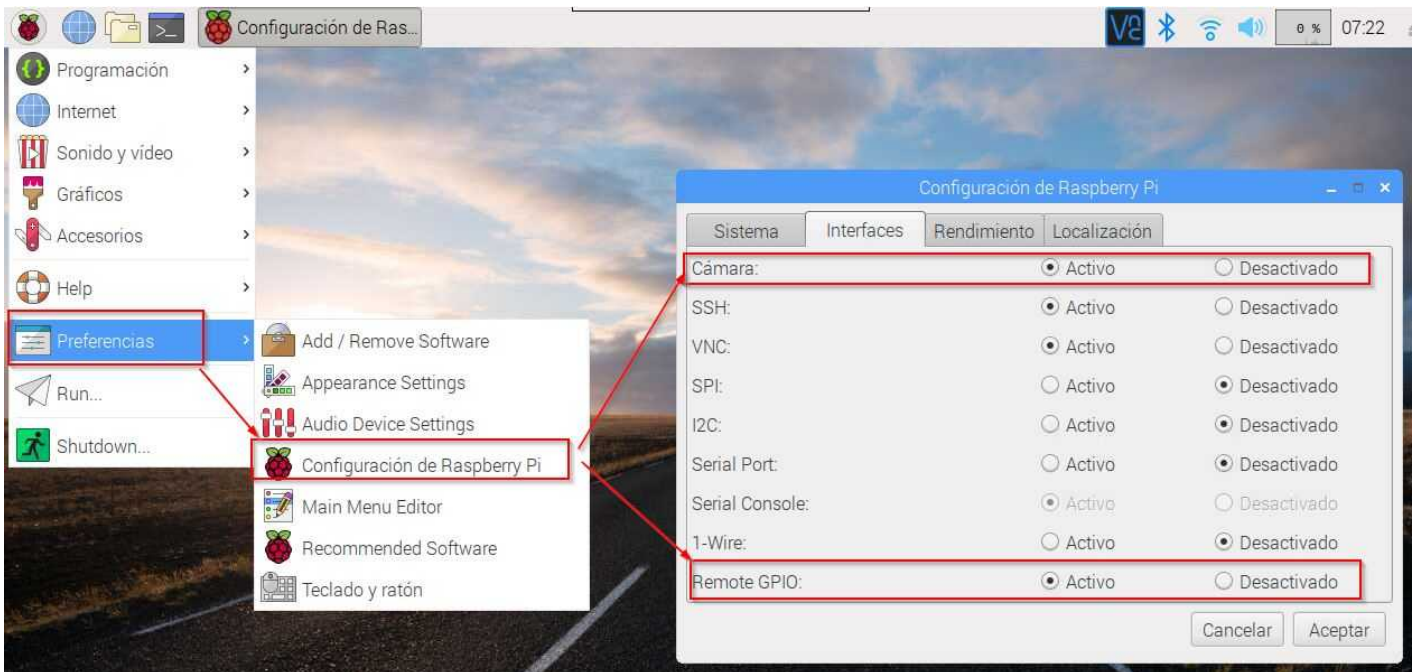 Configuración de Ras...
0 %
07:22
Programación
Internet
Sonido y vídeo
Gráficos
Accesorios
Help
Preferencias
Run...
Shutdown...
Add / Remove Software
Appearance Settings
Audio Device Settings
Configuración de Raspberry Pi
Main Menu Editor
Recommended Software
Teclado y ratón
Configuración de Raspberry Pi
Sistema Interfaces Rendimiento Localización
Cámara: Activo Desactivado
SSH: Activo Desactivado
VNC: Activo Desactivado
SPI: Activo Desactivado
I2C: Activo Desactivado
Serial Port: Activo Desactivado
Serial Console: Activo Desactivado
1-Wire: Activo Desactivado
Remote GPIO: Activo Desactivado
Cancelar Aceptar